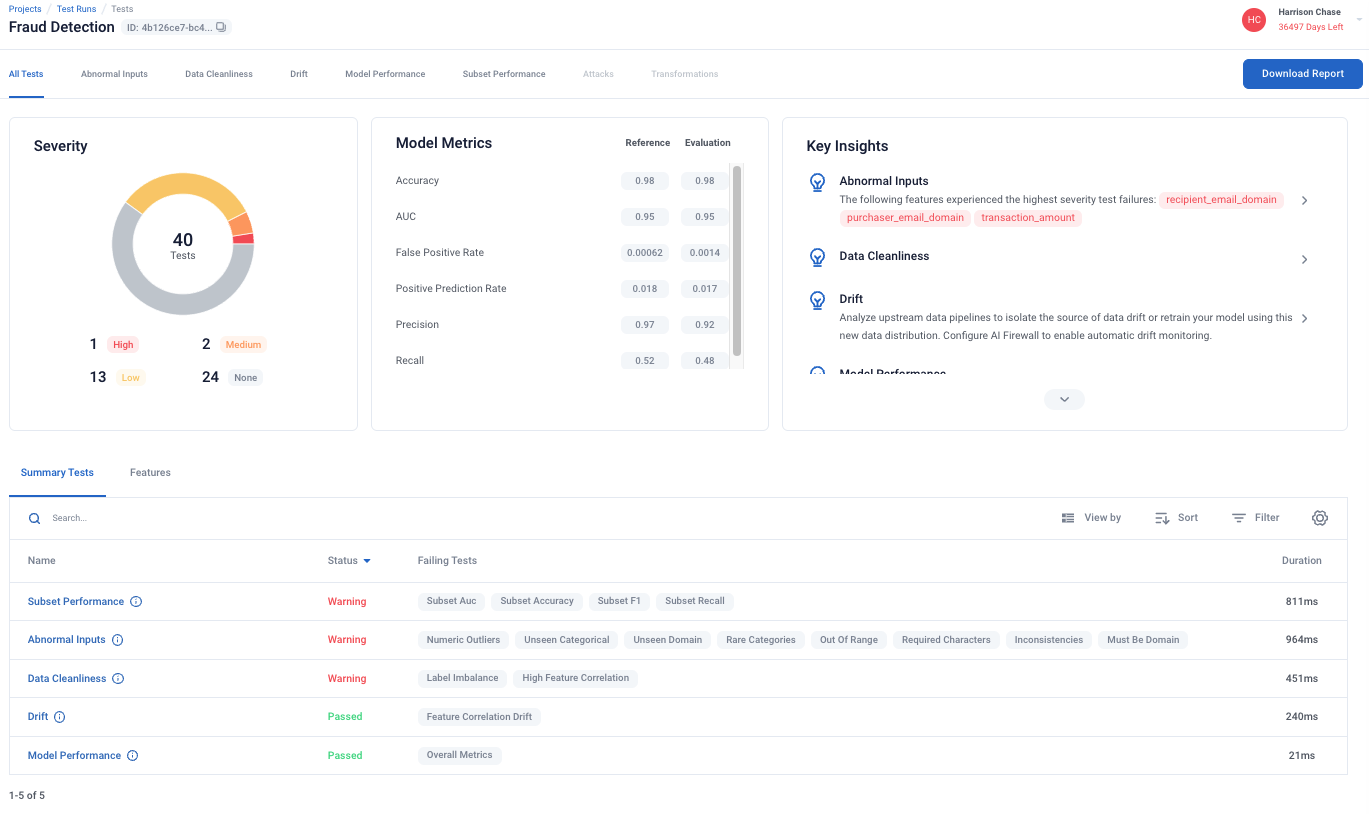 Projects / Test Runs / Tests
Fraud Detection ID: 4b126ce7-bc4...
HC Harrison Chase
36497 Days Left
All Tests Abnormal Inputs Data Cleanliness Drift Model Performance Subset Performance Attacks Transformations Download Report
Severity
40
Tests
1 High 2 Medium
13 Low 24 None
Model Metrics Reference Evaluation
Accuracy 0.98 0.98
AUC 0.95 0.95
False Positive Rate 0.00062 0.0014
Positive Prediction Rate 0.018 0.017
Precision 0.97 0.92
Recall 0.52 0.48
Key Insights
Abnormal Inputs
The following features experienced the highest severity test failures: recipient_email_domain
purchaser_email_domain transaction_amount
Data Cleanliness
Drift
Analyze upstream data pipelines to isolate the source of data drift or retrain your model using this
new data distribution. Configure AI Firewall to enable automatic drift monitoring.
Model Performance
Summary Tests Features
Search... View by Sort Filter
Name Status Failing Tests Duration
Subset Performance Warning Subset Auc Subset Accuracy Subset F1 Subset Recall 811ms
Abnormal Inputs Warning Numeric Outliers Unseen Categorical Unseen Domain Rare Categories Out Of Range Required Characters Inconsistencies Must Be Domain 964ms
Data Cleanliness Warning Label Imbalance High Feature Correlation 451ms
Drift Passed Feature Correlation Drift 240ms
Model Performance Passed Overall Metrics 21ms
1-5 of 5